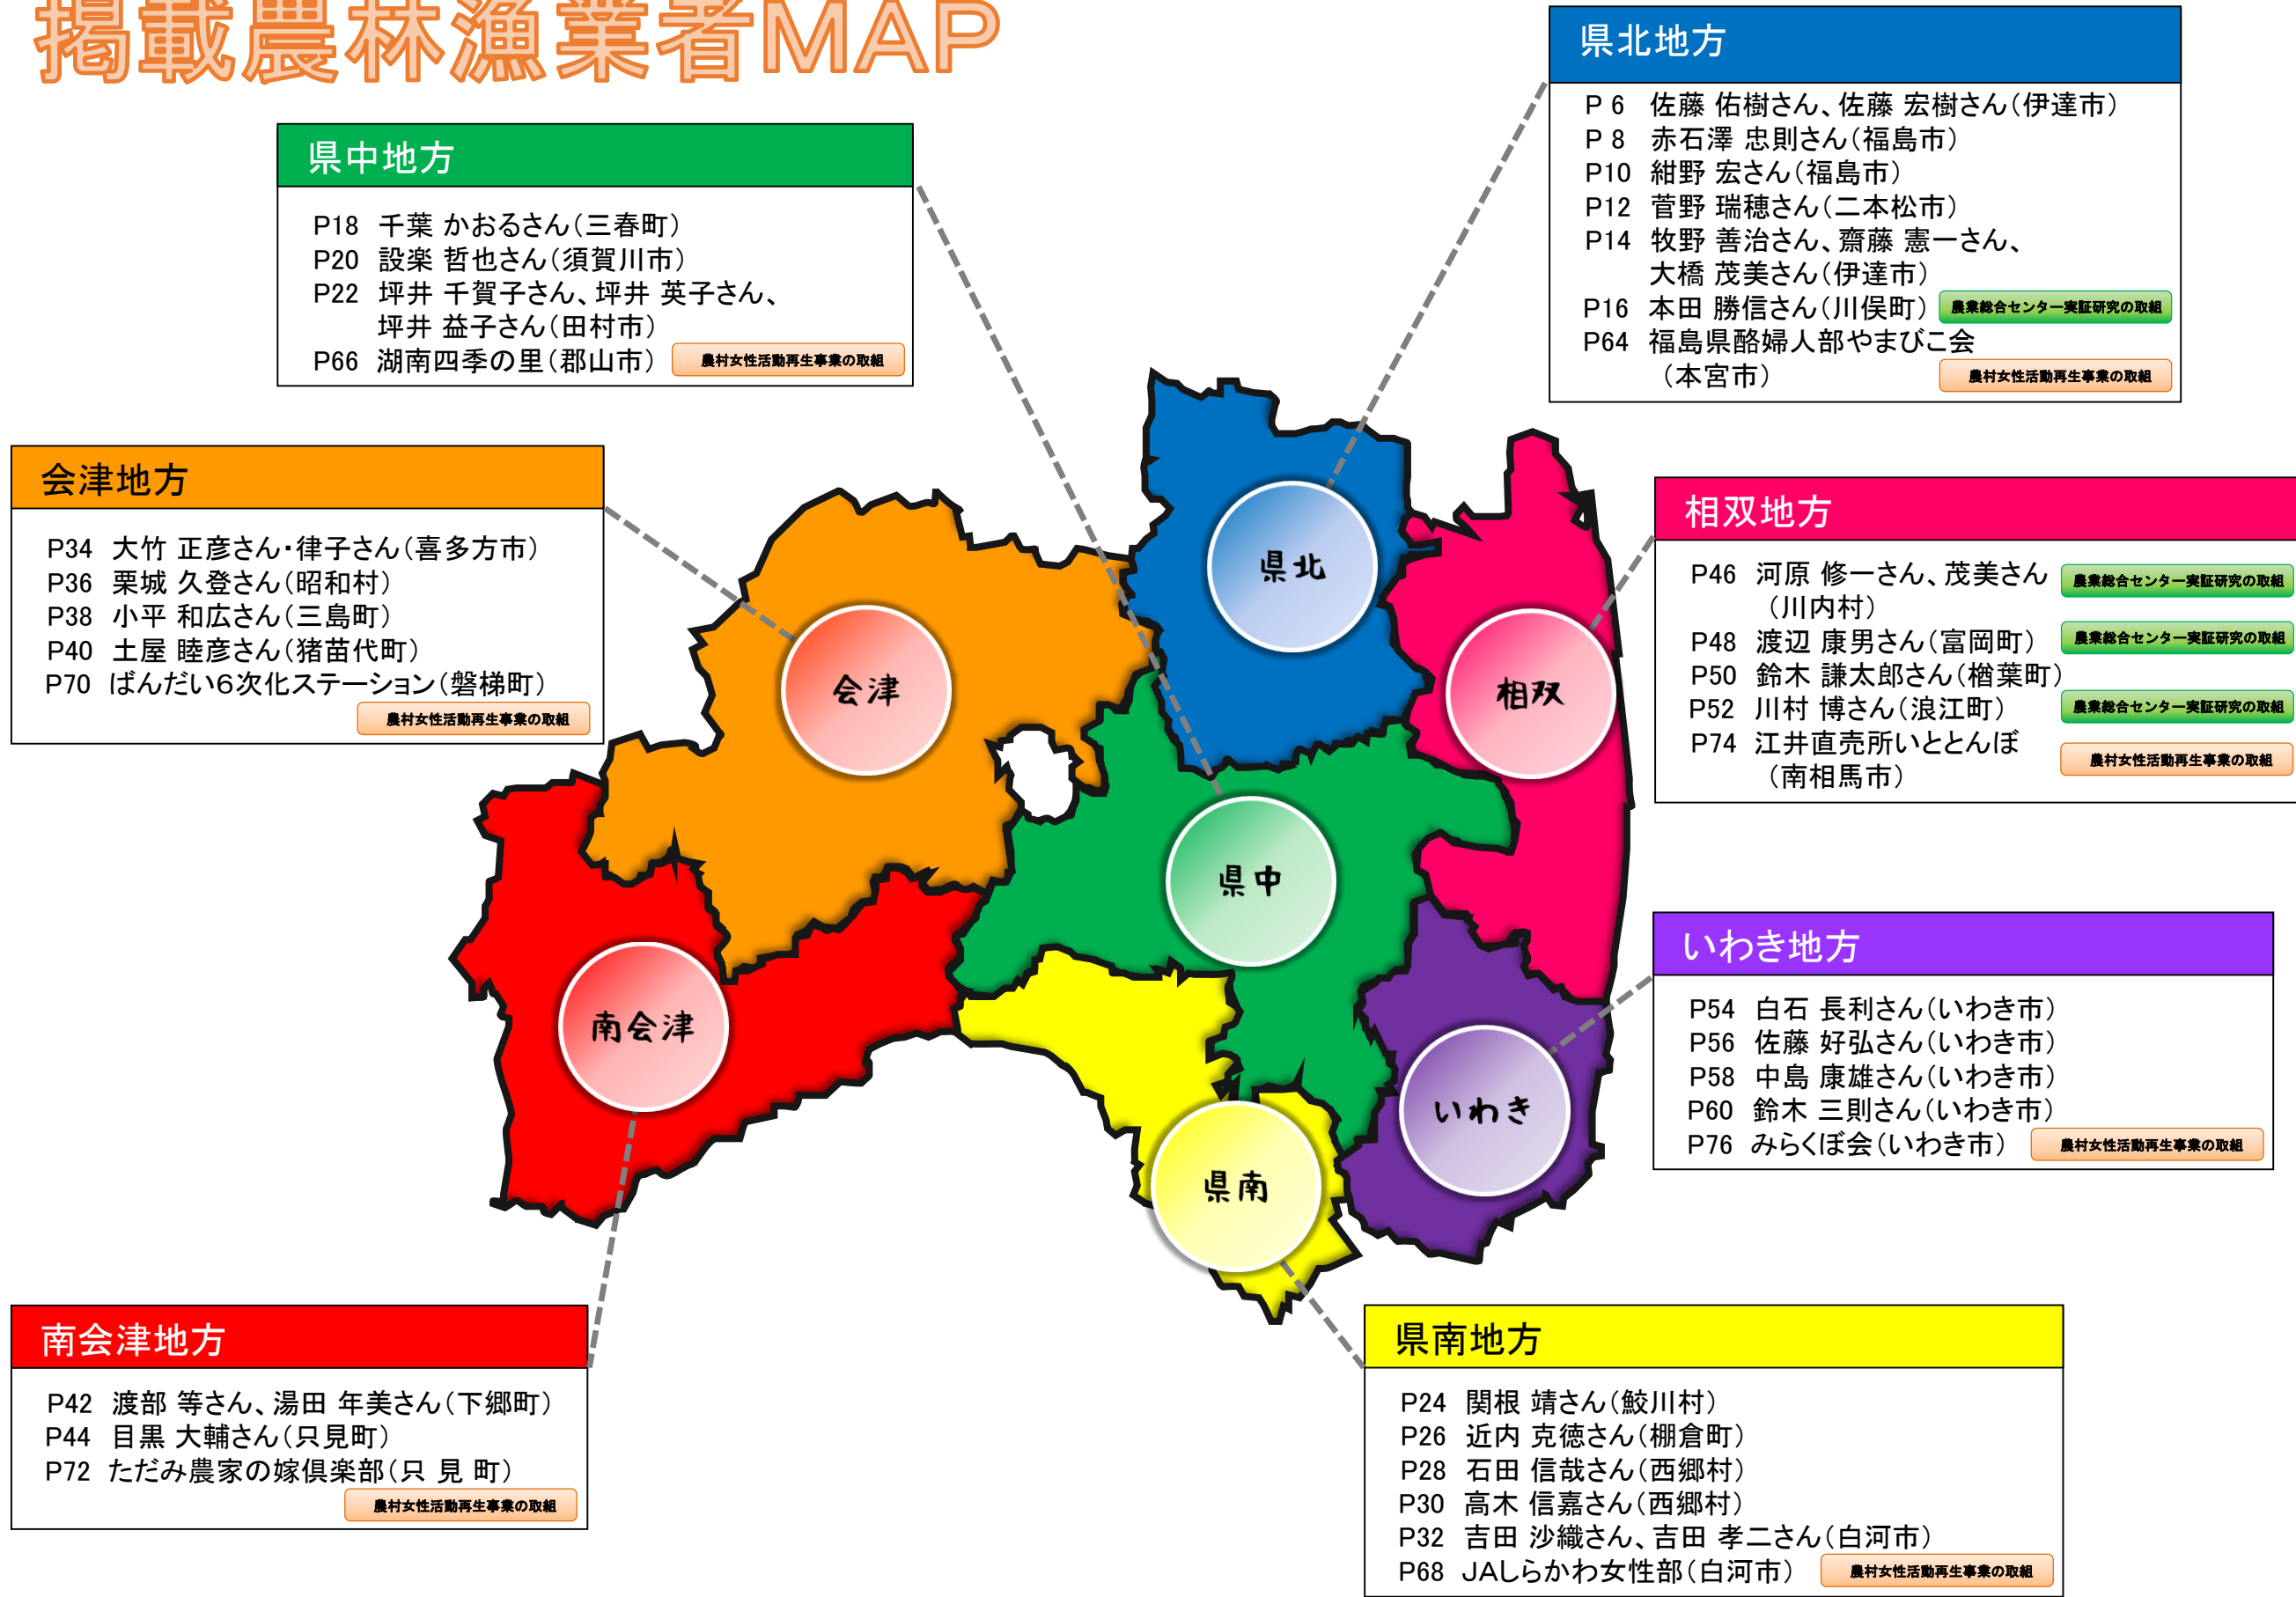 掲載農林漁業者MAP
県北地方
P 6 佐藤 佑樹さん、佐藤 宏樹さん(伊達市)
P 8 赤石澤 忠則さん(福島市)
P10 紺野 宏さん(福島市)
P12 菅野 瑞穂さん(二本松市)
P14 牧野 善治さん、齋藤 憲一さん、
大橋 茂美さん(伊達市)
P16 本田 勝信さん(川俣町) 農業総合センター実証研究の取組
P64 福島県酪婦人部やまびこ会
(本宮市) 農村女性活動再生事業の取組
県中地方
P18 千葉 かおるさん(三春町)
P20 設楽 哲也さん(須賀川市)
P22 坪井 千賀子さん、坪井 英子さん、
坪井 益子さん(田村市)
P66 湖南四季の里(郡山市) 農村女性活動再生事業の取組
会津地方
P34 大竹 正彦さん・律子さん(喜多方市)
P36 栗城 久登さん(昭和村)
P38 小平 和広さん(三島町)
P40 土屋 睦彦さん(猪苗代町)
P70 ばんだい6次化ステーション(磐梯町)
農村女性活動再生事業の取組
相双地方
P46 河原 修一さん、茂美さん 農業総合センター実証研究の取組
(川内村)
P48 渡辺 康男さん(富岡町) 農業総合センター実証研究の取組
P50 鈴木 謙太郎さん(楢葉町)
P52 川村 博さん(浪江町) 農業総合センター実証研究の取組
P74 江井直売所いととんぼ 農村女性活動再生事業の取組
(南相馬市)
県北
会津
相双
県中
南会津
いわき
県南
いわき地方
P54 白石 長利さん(いわき市)
P56 佐藤 好弘さん(いわき市)
P58 中島 康雄さん(いわき市)
P60 鈴木 三則さん(いわき市)
P76 みらくぼ会(いわき市) 農村女性活動再生事業の取組
南会津地方
P42 渡部 等さん、湯田 年美さん(下郷町)
P44 目黒 大輔さん(只見町)
P72 ただみ農家の嫁倶楽部(只 見 町)
農村女性活動再生事業の取組
県南地方
P24 関根 靖さん(鮫川村)
P26 近内 克徳さん(棚倉町)
P28 石田 信哉さん(西郷村)
P30 高木 信嘉さん(西郷村)
P32 吉田 沙織さん、吉田 孝二さん(白河市)
P68 JAしらかわ女性部(白河市) 農村女性活動再生事業の取組